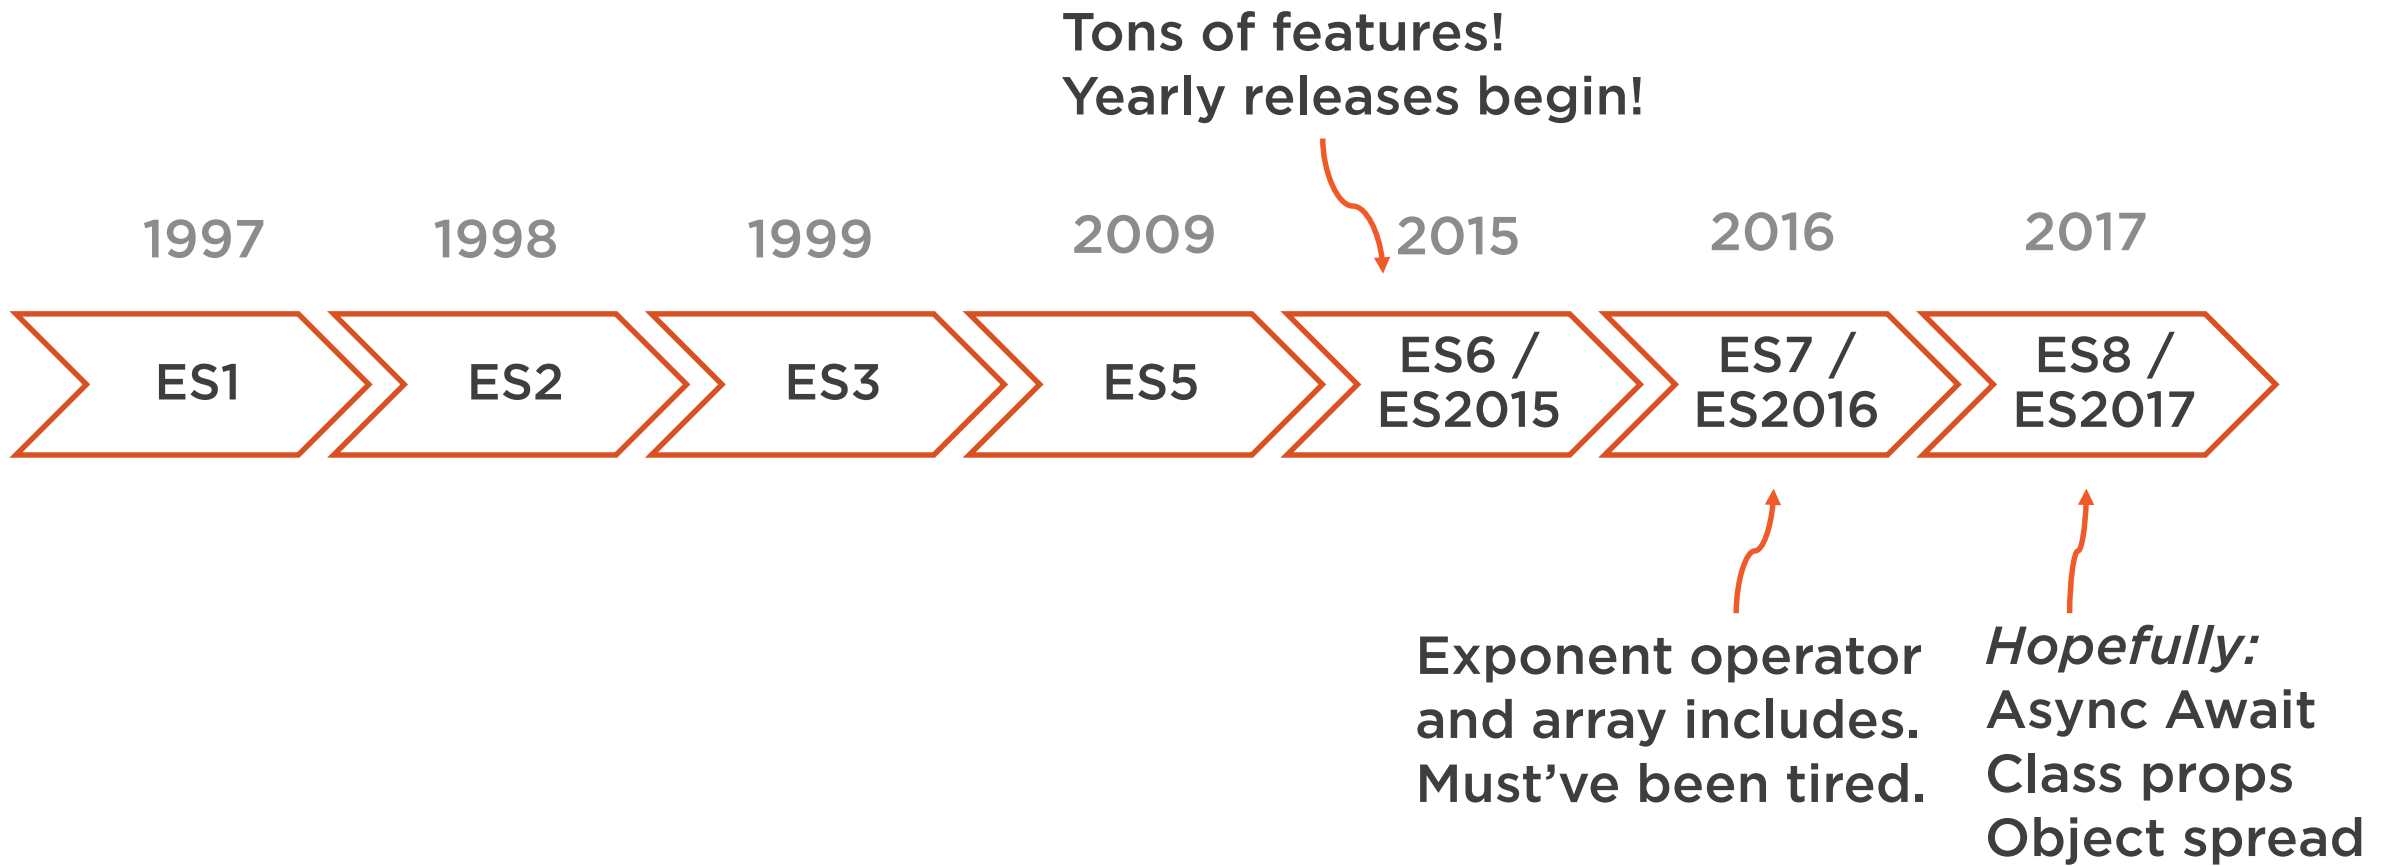 Tons of features!
Yearly releases begin!
1997
1998
1999
2009
2015
2016
2017
ES1
ES2
ES3
ES5
ES6 /
ES2015
ES7 /
ES2016
ES8 /
ES2017
Exponent operator
and array includes.
Must’ve been tired.
Hopefully:
Async Await
Class props
Object spread